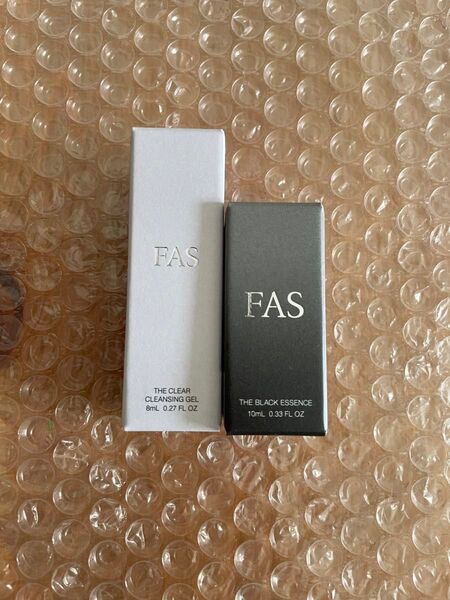 FAS
THE CLEAR
CLEANSING GEL
8mL 0.27 FL OZ
FAS
THE BLACK ESSENCE
10mL 0.33 FL OZ